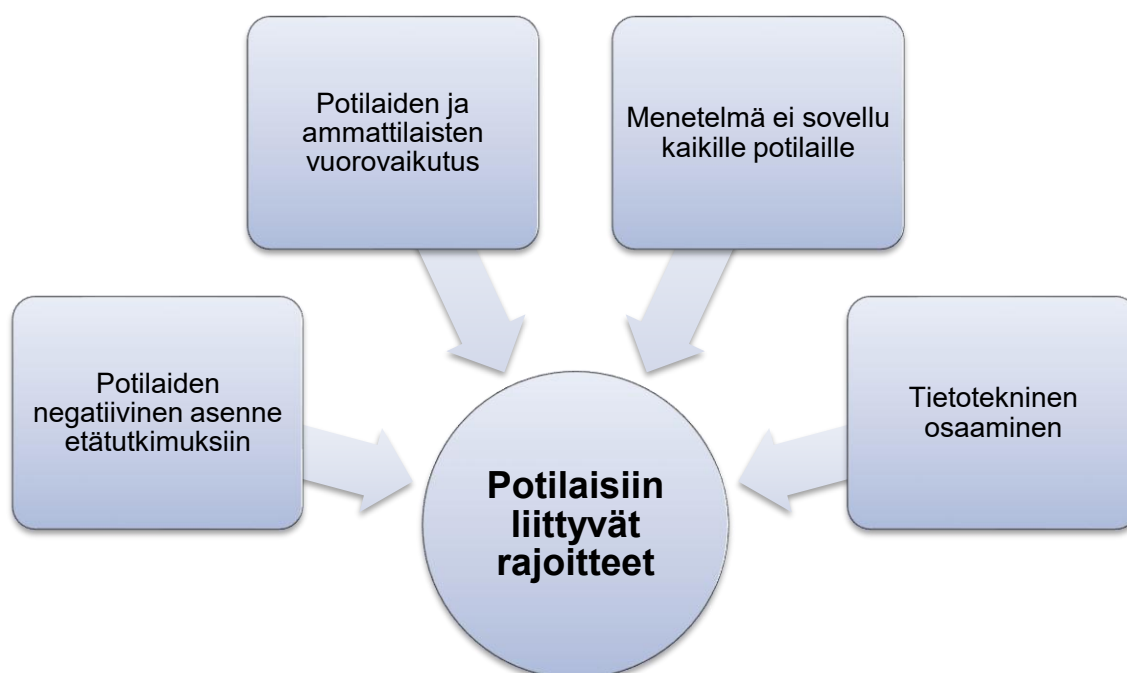 Potilaiden ja
ammattilaisten
vuorovaikutus
Menetelmä ei sovellu
kaikille potilaille
Potilaiden
negatiivinen asenne
etätutkimuksiin
Tietotekninen
osaaminen
Potilaisiin
liittyvät
rajoitteet